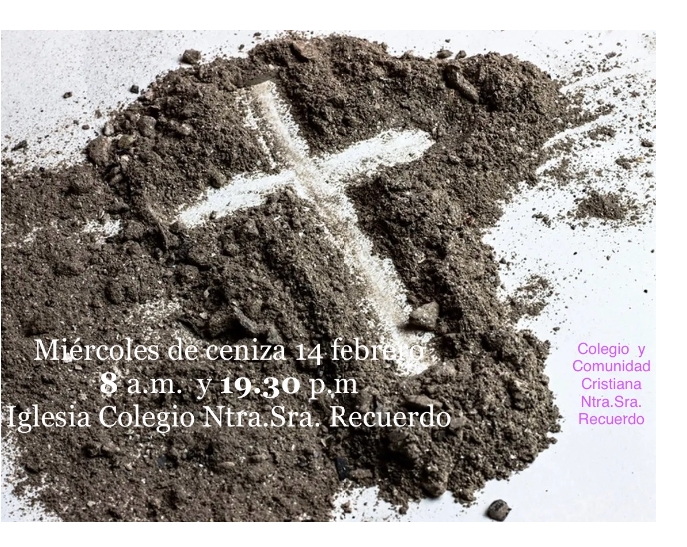 Miércoles de ceniza 14 febrero
8 a.m. y 19.30 p.m
Iglesia Colegio Ntra.Sra. Recuerdo
Colegio y
Comunidad
Cristiana
Ntra.Sra.
Recuerdo